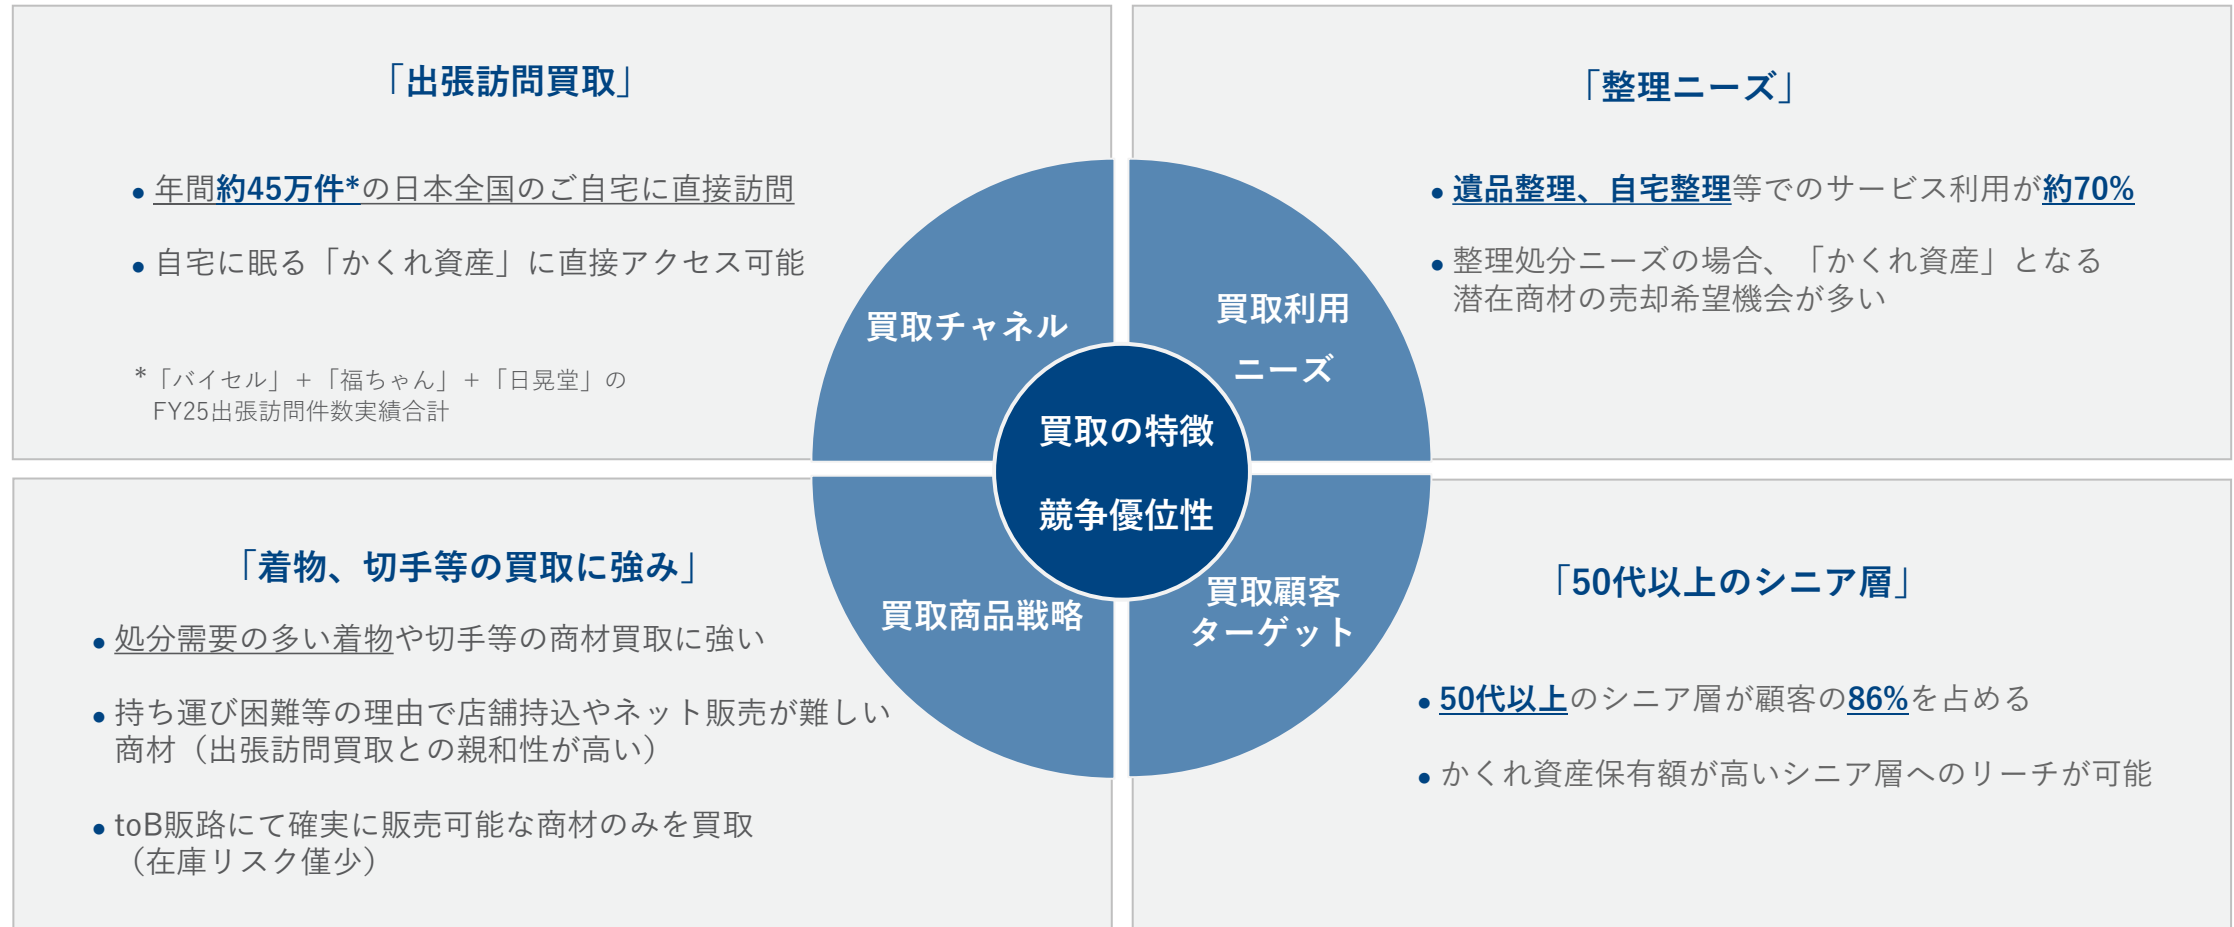 「出張訪問買取」
● 年間約45万件*の日本全国のご自宅に直接訪問
● 自宅に眠る「かくれ資産」に直接アクセス可能
*「バイセル」+「福ちゃん」+「日晃堂」の
FY25出張訪問件数実績合計
「整理ニーズ」
● 遺品整理、自宅整理等でのサービス利用が約70%
● 整理処分ニーズの場合、「かくれ資産」となる
潜在商材の売却希望機会が多い
買取チャネル
買取利用
ニーズ
買取の特徴
競争優位性
買取商品戦略
買取顧客
ターゲット
「着物、切手等の買取に強み」
● 処分需要の多い着物や切手等の商材買取に強い
● 持ち運び困難等の理由で店舗持込やネット販売が難しい
商材（出張訪問買取との親和性が高い）
● toB販路にて確実に販売可能な商材のみを買取
（在庫リスク僅少）
「50代以上のシニア層」
● 50代以上のシニア層が顧客の86%を占める
● かくれ資産保有額が高いシニア層へのリーチが可能